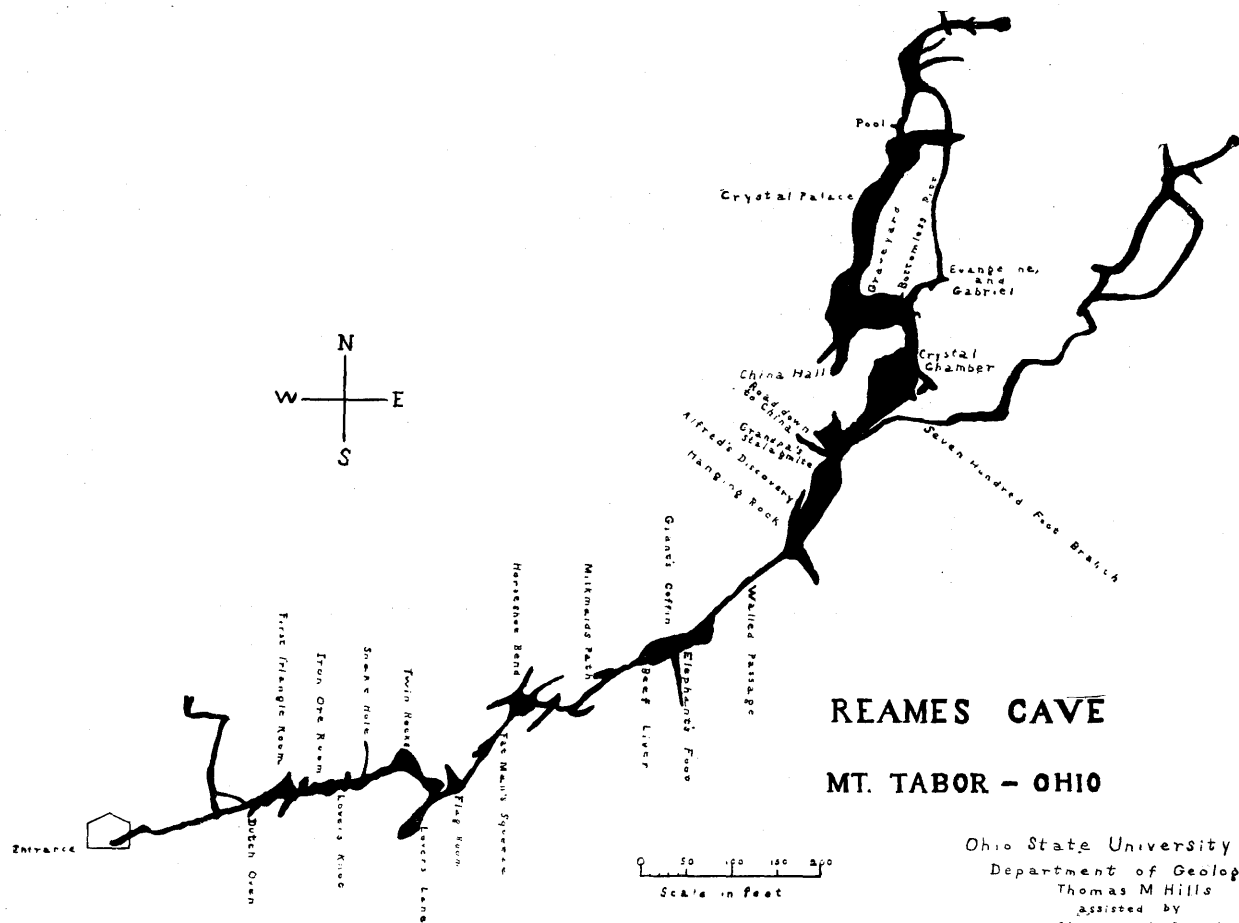 Pool
Crystal Palace
Graveyard
Bottomless Pit
and
Gabriel
Crystal
Chamber
China Hall
Road down
to China
Grandpa's
Stalagmite
Alfred's Discovery
Hanging Rock
Seven Hundred Foot Branch
N
W E
S
Giant's Coffin
Milkmaids Path
Horseshoe Bend
Walled Passage
Elephant's Foot
Beef Liver
First Triangle Room
Iron Ore Room
Snake Hole
Twin Rocks
Fat Man's Squeeze
Flag Room
Lovers Lane
Lovers Knot
Dutch Oven
Entrance
REAMES CAVE
MT. TABOR – OHIO
0 50 100 150 200
Scale in feet
Ohio State University
Department of Geolog
Thomas M Hills
assisted by